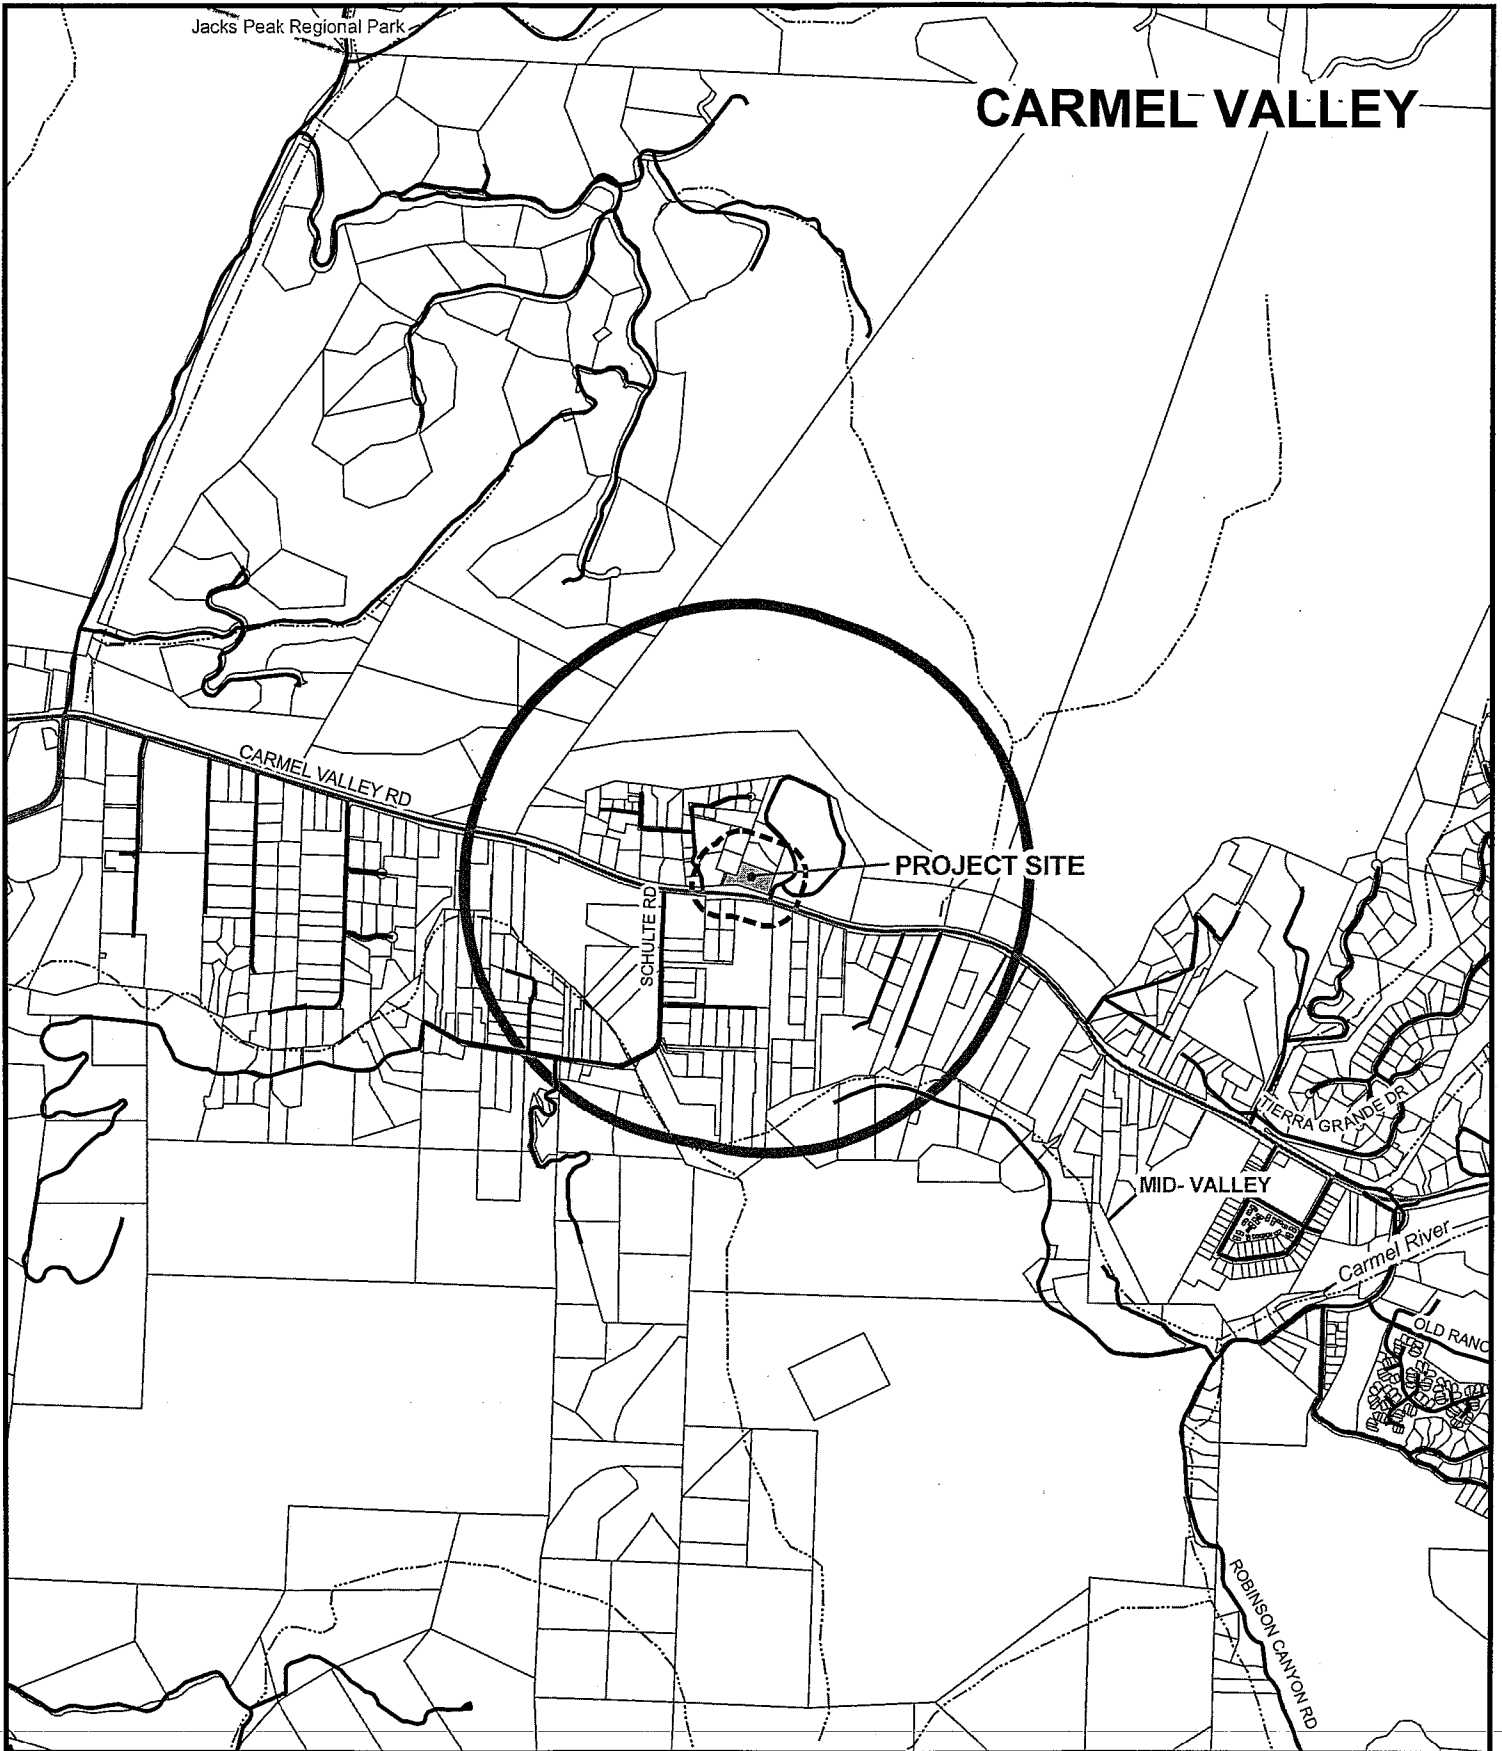 Jacks Peak Regional Park
CARMEL VALLEY
CARMEL VALLEY RD
PROJECT SITE
SCHULTE RD
TIERRA GRANDE DR
MID- VALLEY
Carmel River
OLD RANC
ROBINSON CANYON RD